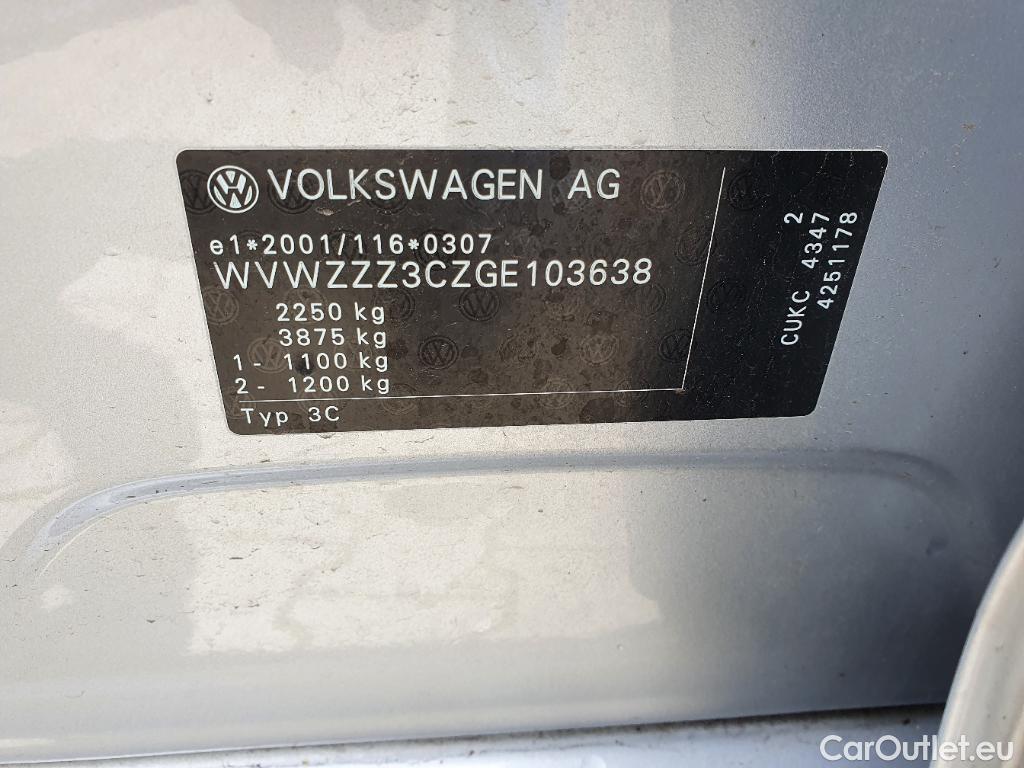 VOLKSWAGEN AG
e1*2001/116*0307
WVWZZZ3CZGE103638
2250 kg
3875 kg
1- 1100 kg
2- 1200 kg
Typ 3C
2
CUKC 4347
4251178
CarOutlet.eu